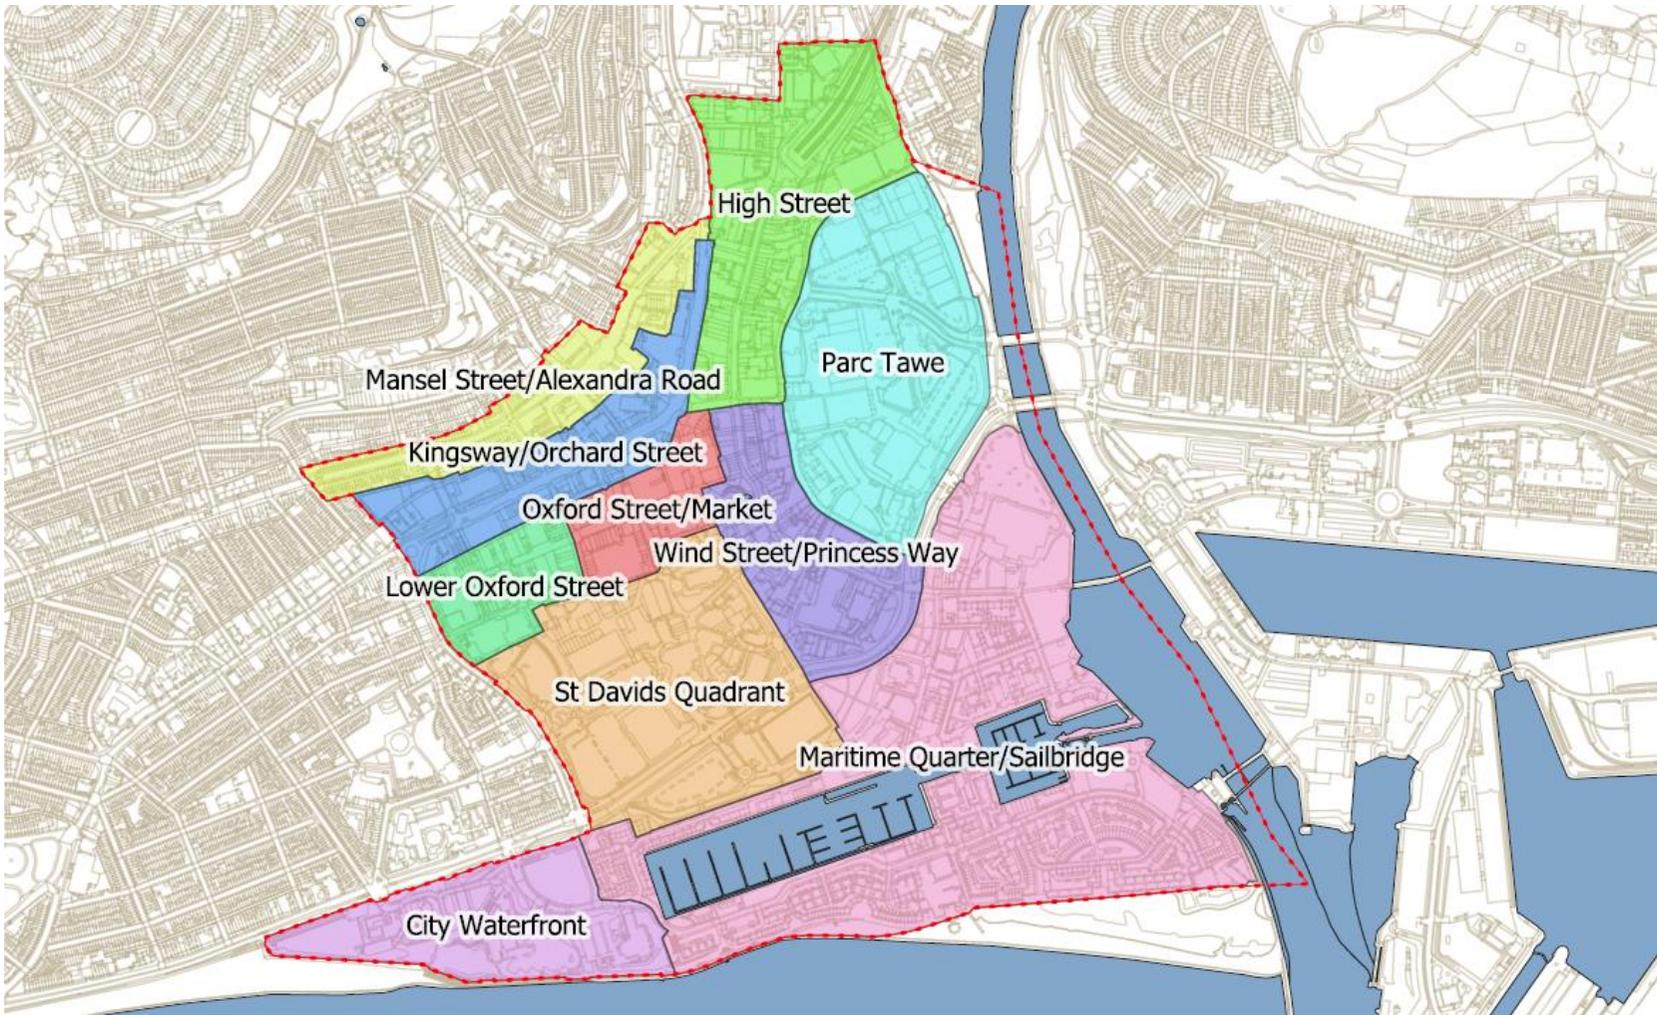 High Street
Parc Tawe
Mansel Street/Alexandra Road
Kingsway/Orchard Street
Oxford Street/Market
Wind Street/Princess Way
Lower Oxford Street
St Davids Quadrant
Maritime Quarter/Sailbridge
City Waterfront